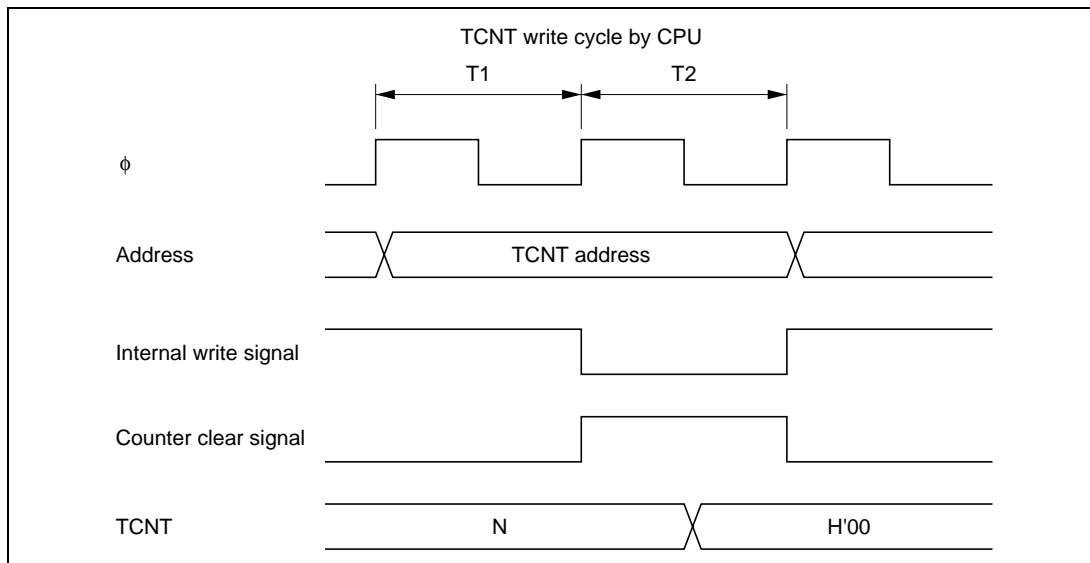 TCNT write cycle by CPU
T1 T2
ϕ
Address TCNT address
Internal write signal
Counter clear signal
TCNT N H'00